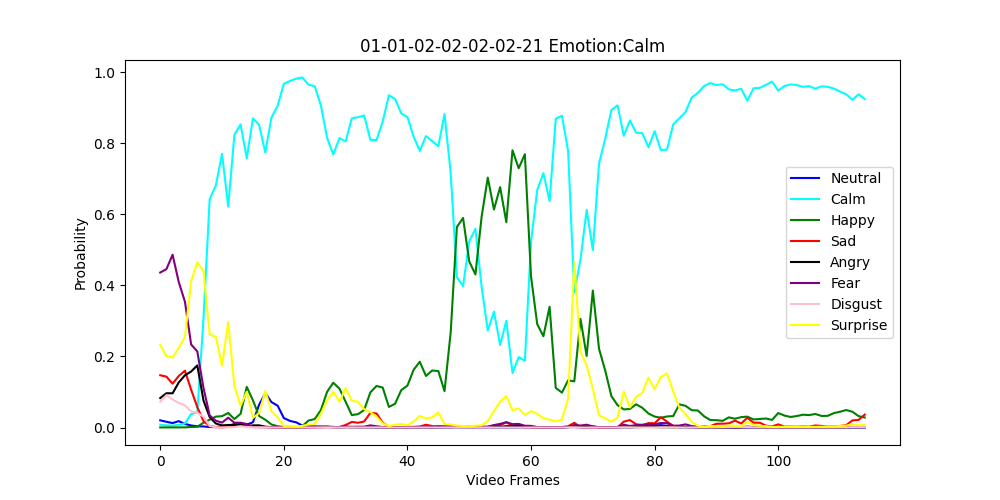 01-01-02-02-02-02-21 Emotion:Calm
Probability
1.0
0.8
0.6
0.4
0.2
0.0
0
20
40
60
80
100
Video Frames
Neutral
Calm
Happy
Sad
Angry
Fear
Disgust
Surprise